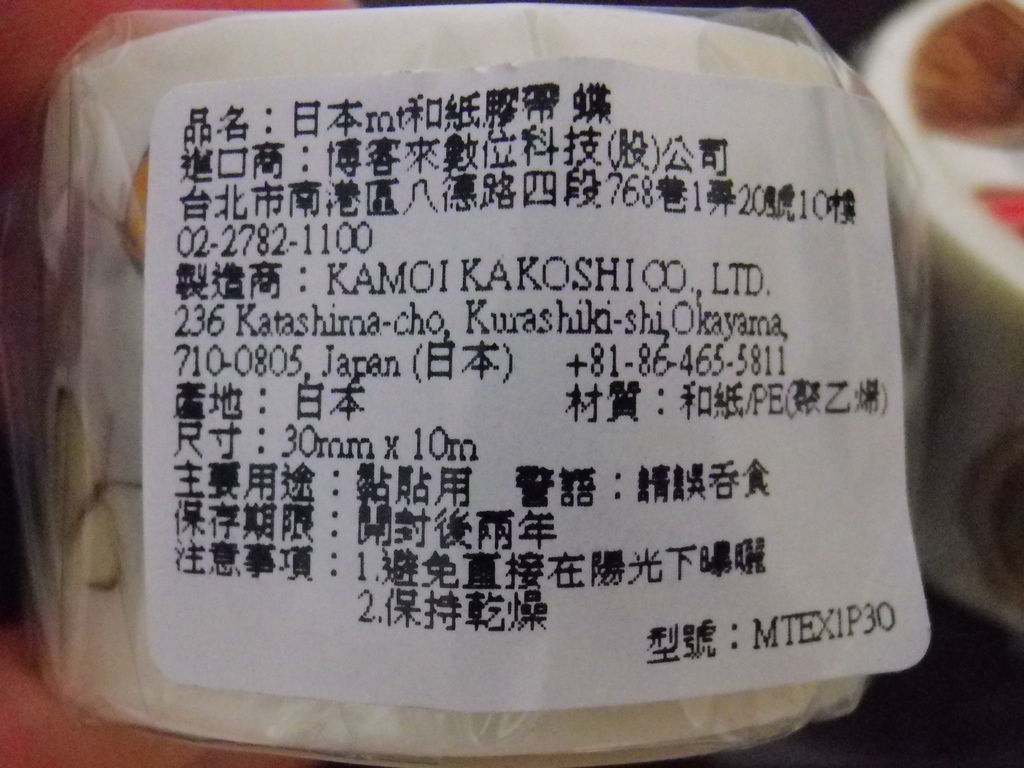 品名：日本mt和紙膠帶 蝶
進口商：博客來數位科技(股)公司
台北市南港區八德路四段768巷1弄20號10樓
02-2782-1100
製造商：KAMOI KAKOSHI CO., LTD.
236 Katashima-cho, Kurashiki-shi,Okayama,
710-0805, Japan (日本) +81-86-465-5811
產地：日本 材質：和紙/PE(聚乙烯)
尺寸：30mm x 10m
主要用途：黏貼用 警語：請誤吞食
保存期限：開封後兩年
注意事項：1.避免直接在陽光下曝曬
2.保持乾燥
型號：MTEX1P30